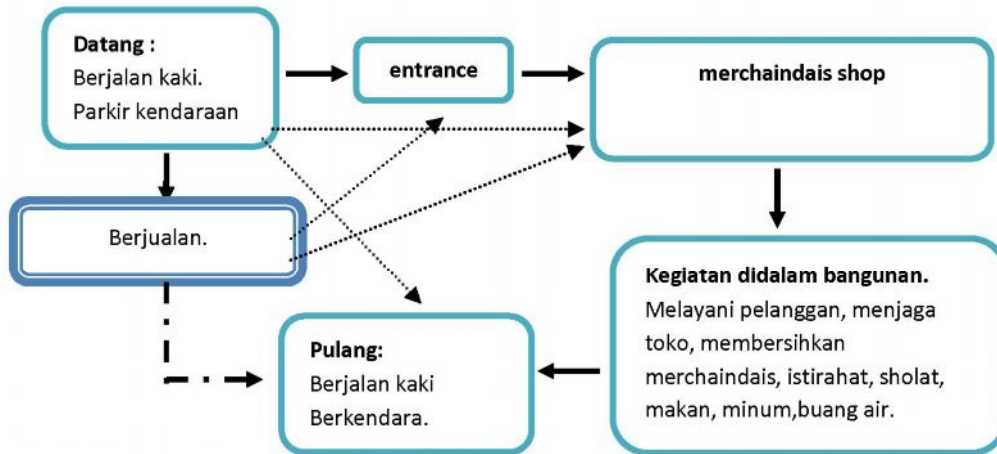 Datang :
Berjalan kaki.
Parkir kendaraan
entrance
merchaindais shop
Berjualan.
Kegiatan didalam bangunan.
Melayani pelanggan, menjaga
toko, membersihkan
merchaindais, istirahat, sholat,
makan, minum,buang air.
Pulang:
Berjalan kaki
Berkendara.